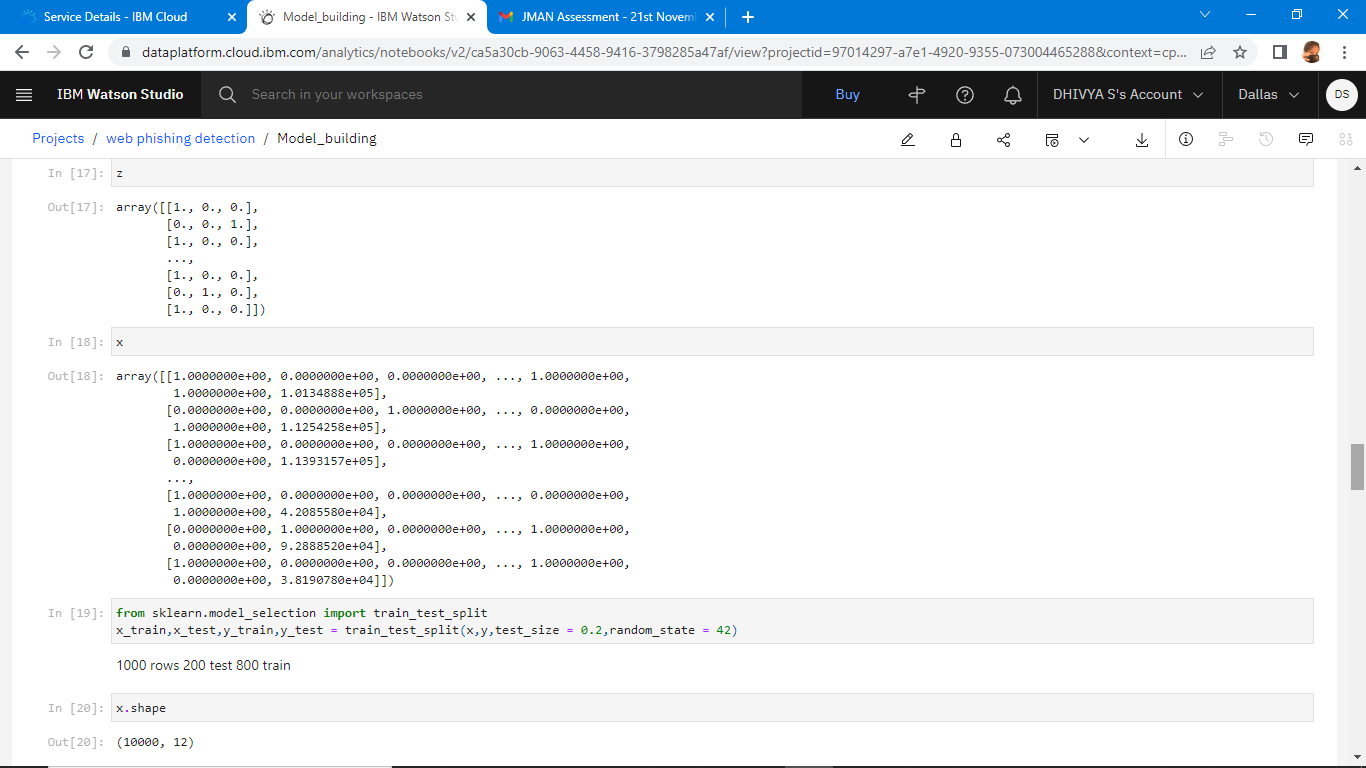 Service Details - IBM Cloud
Model_building - IBM Watson Stu
JMAN Assessment - 21st Novem
dataplatform.cloud.ibm.com/analytics/notebooks/v2/ca5a30cb-9063-4458-9416-3798285a47af/view?projectid=97014297-a7e1-4920-9355-073004465288&context=cp...
IBM Watson Studio
Search in your workspaces
Buy
DHIVYA S's Account
Dallas
DS
Projects / web phishing detection / Model_building
In [17]: z
Out[17]: array([[1., 0., 0.],
[0., 0., 1.],
[1., 0., 0.],
...,
[1., 0., 0.],
[0., 1., 0.],
[1., 0., 0.]])
In [18]: x
Out[18]: array([[1.0000000e+00, 0.0000000e+00, 0.0000000e+00, ..., 1.0000000e+00,
1.0000000e+00, 1.0134888e+05],
[0.0000000e+00, 0.0000000e+00, 1.0000000e+00, ..., 0.0000000e+00,
1.0000000e+00, 1.1254258e+05],
[1.0000000e+00, 0.0000000e+00, 0.0000000e+00, ..., 1.0000000e+00,
0.0000000e+00, 1.1393157e+05],
...,
[1.0000000e+00, 0.0000000e+00, 0.0000000e+00, ..., 0.0000000e+00,
1.0000000e+00, 4.2085580e+04],
[0.0000000e+00, 1.0000000e+00, 0.0000000e+00, ..., 1.0000000e+00,
0.0000000e+00, 9.2888520e+04],
[1.0000000e+00, 0.0000000e+00, 0.0000000e+00, ..., 1.0000000e+00,
0.0000000e+00, 3.8190780e+04]])
In [19]: from sklearn.model_selection import train_test_split
x_train,x_test,y_train,y_test = train_test_split(x,y,test_size = 0.2,random_state = 42)
1000 rows 200 test 800 train
In [20]: x.shape
Out[20]: (10000, 12)